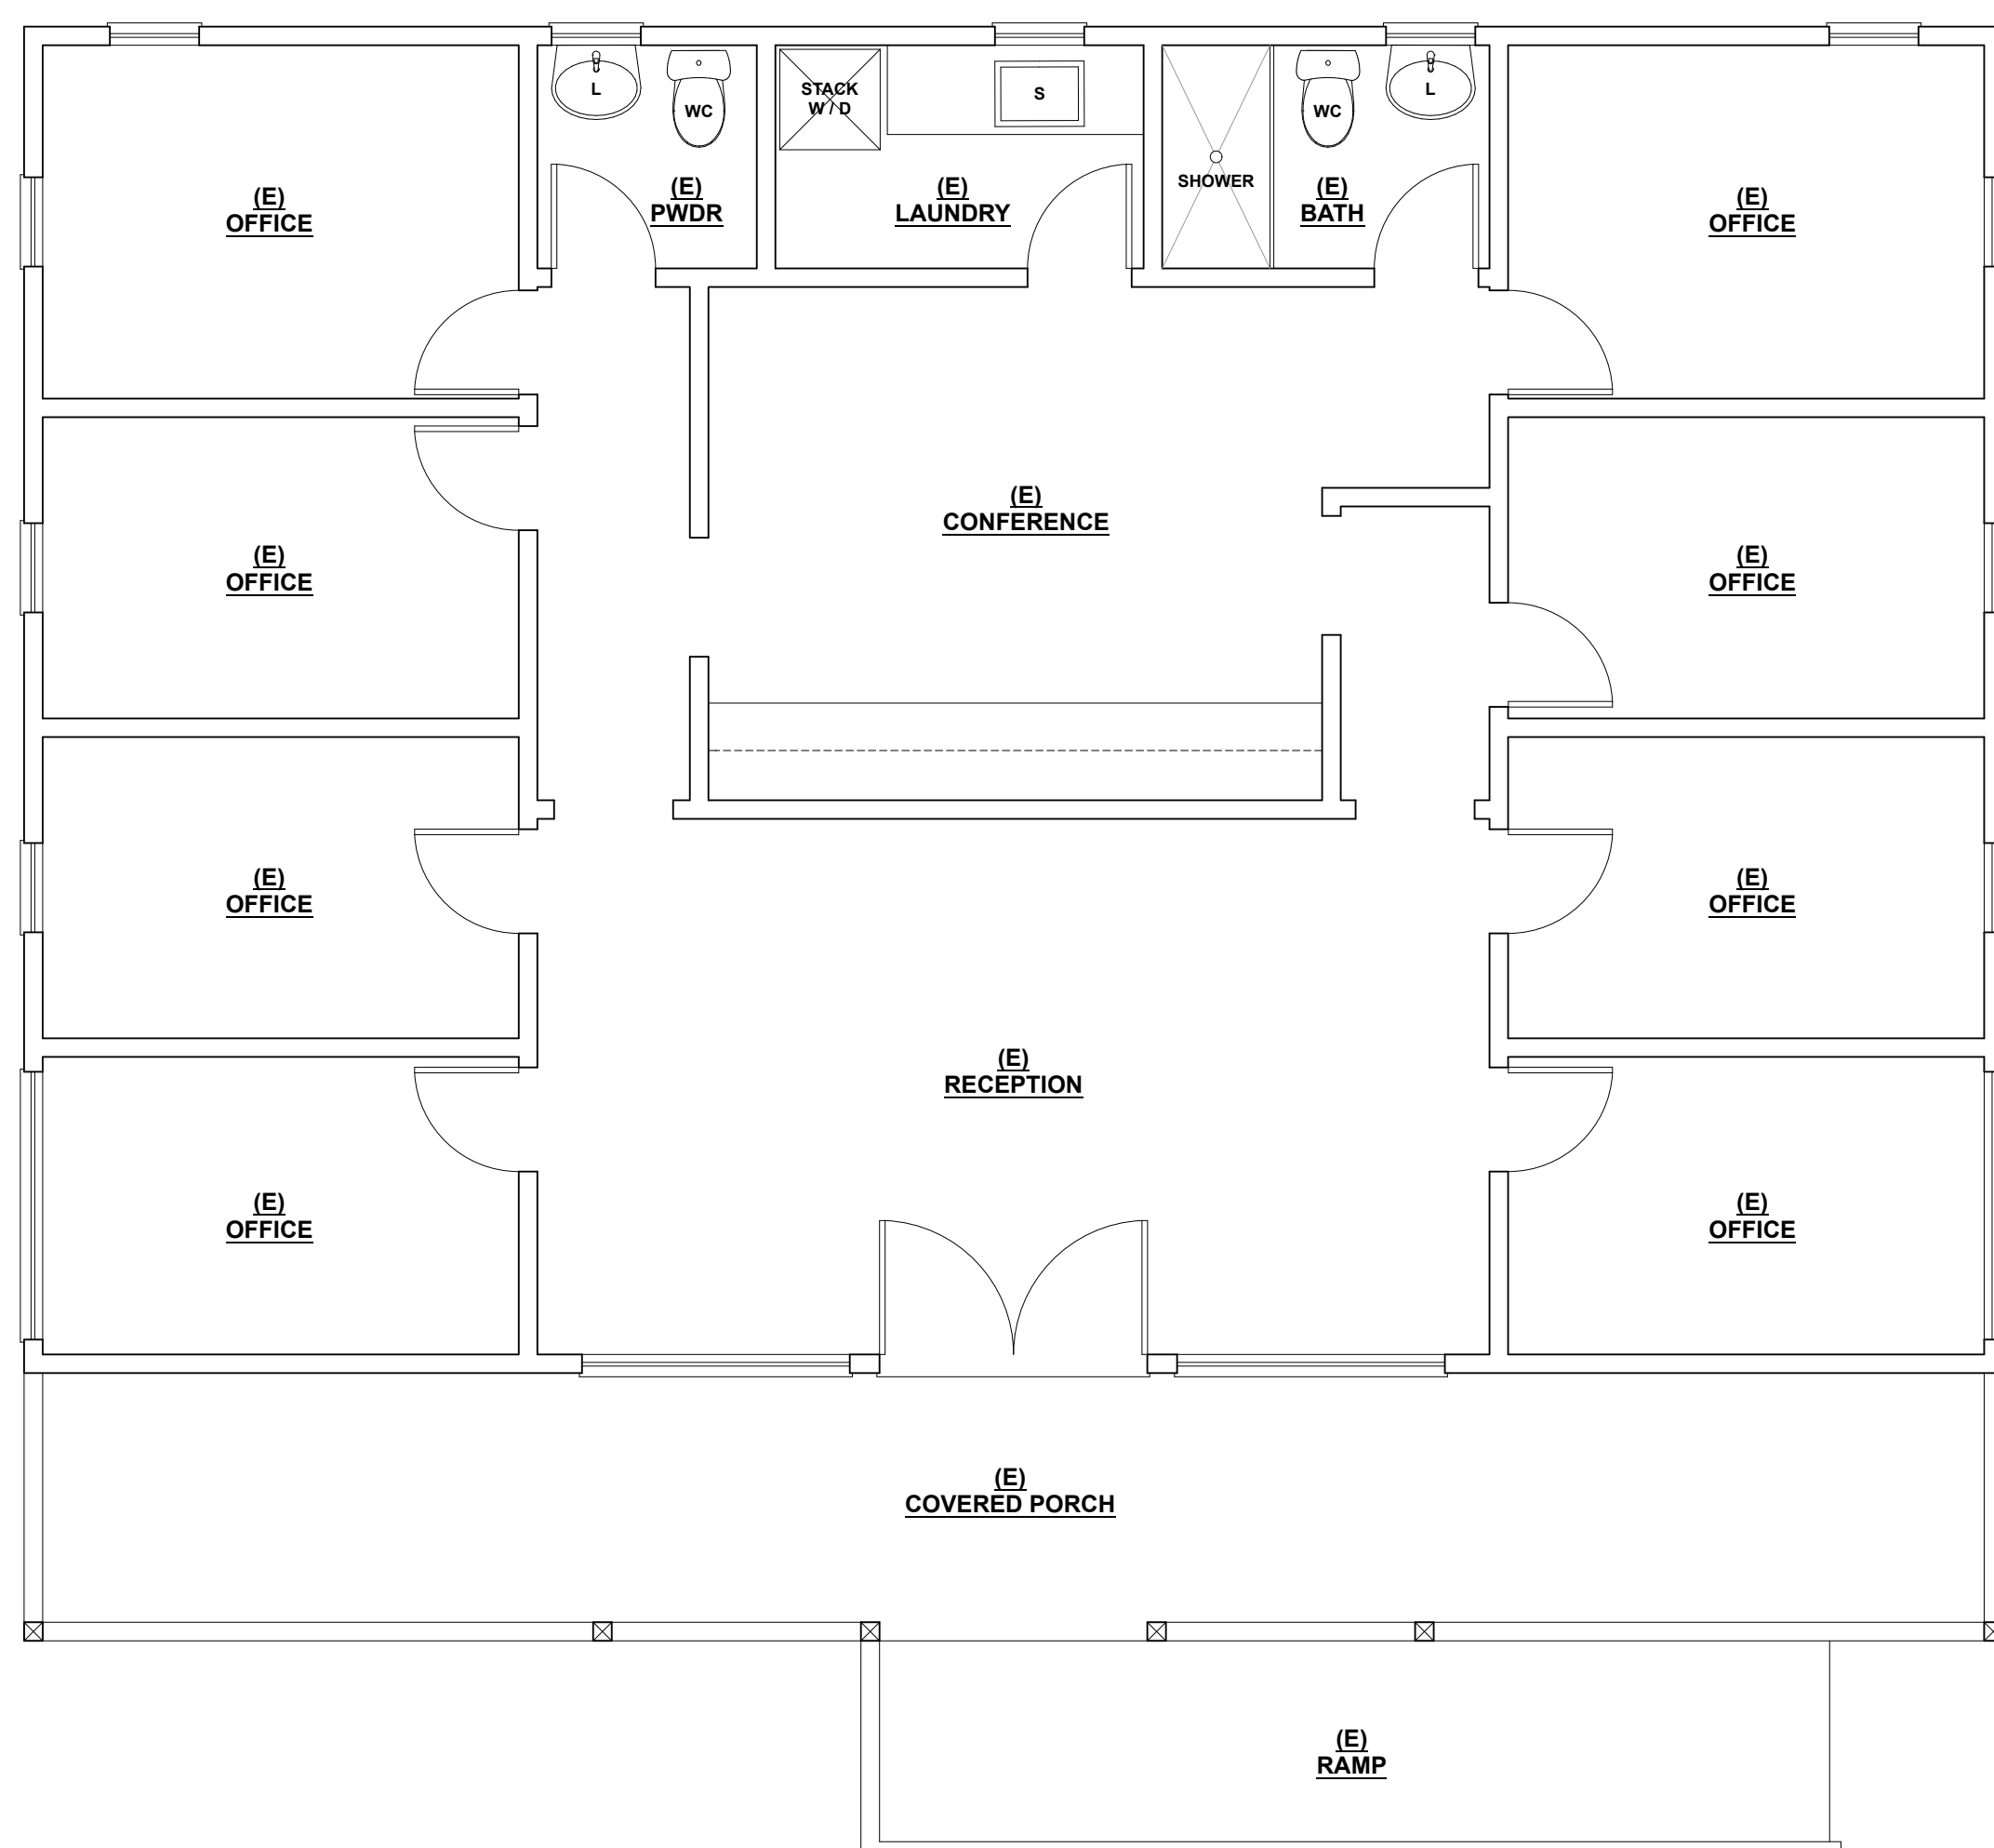 L
WC
STACK
W / D
S
WC
L
SHOWER
(E)
OFFICE
(E)
PWDR
(E)
LAUNDRY
(E)
BATH
(E)
OFFICE
(E)
CONFERENCE
(E)
OFFICE
(E)
OFFICE
(E)
OFFICE
(E)
OFFICE
(E)
RECEPTION
(E)
OFFICE
(E)
OFFICE
(E)
COVERED PORCH
(E)
RAMP